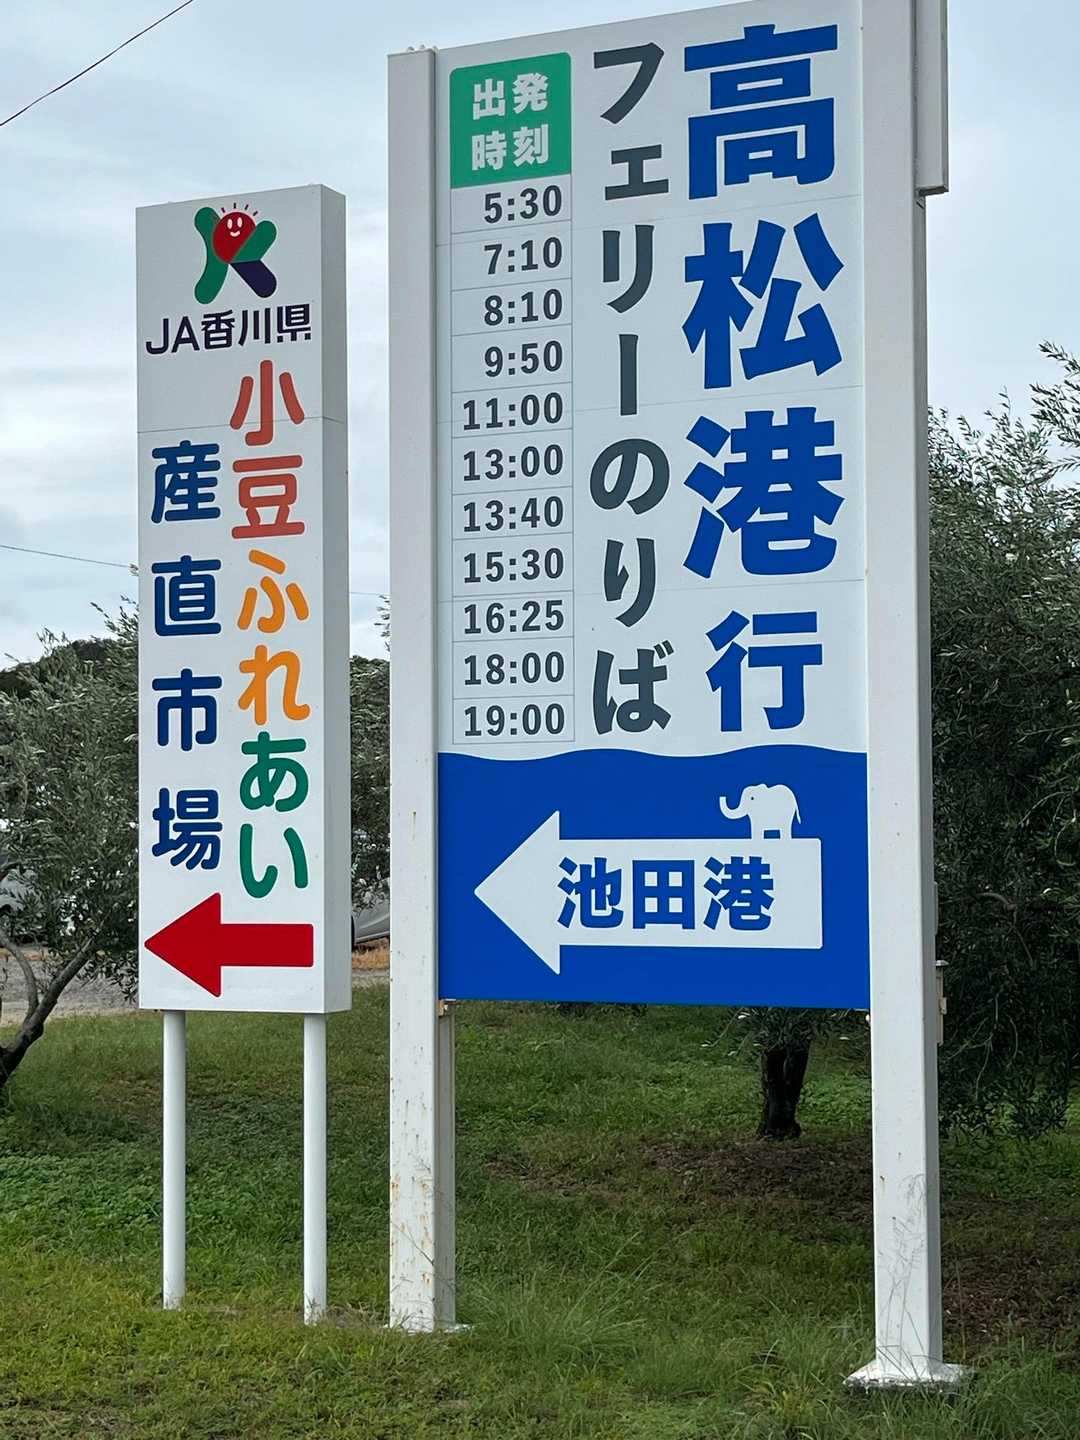 JA香川県
小豆ふれあい
産直市場
高松港行
フェリーのりば
出発
時刻
5:30
7:10
8:10
9:50
11:00
13:00
13:40
15:30
16:25
18:00
19:00
池田港